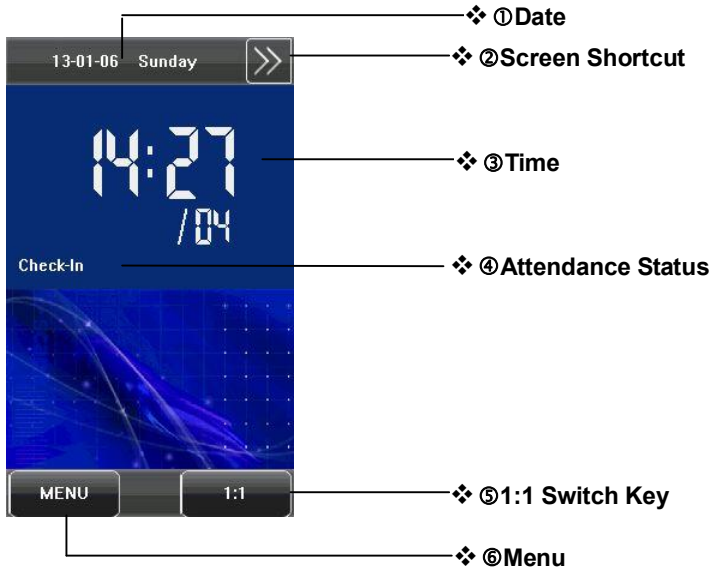 ❖ ①Date
13-01-06 Sunday
❖ ②Screen Shortcut
14:27
❖ ③Time
/04
Check-In
❖ ④Attendance Status
MENU 1:1
❖ ⑤1:1 Switch Key
❖ ⑥Menu